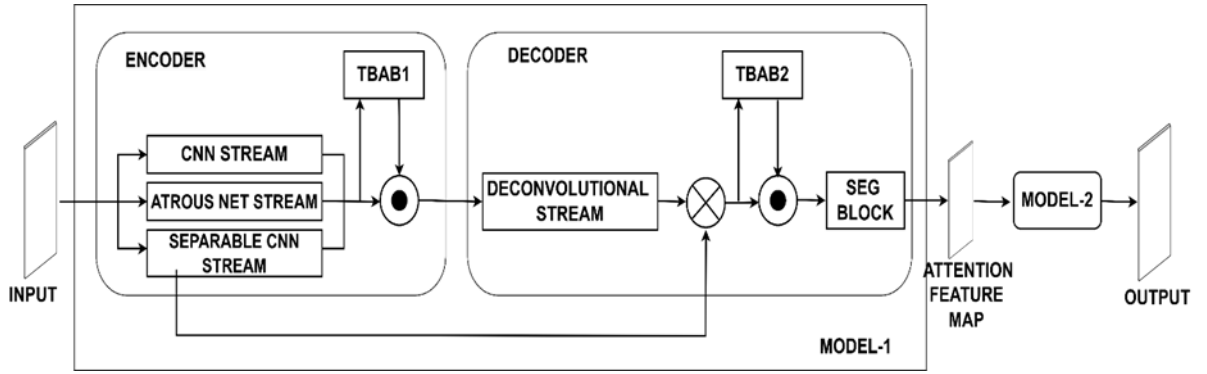 ENCODER
TBAB1
CNN STREAM
ATROUS NET STREAM
SEPARABLE CNN
STREAM
INPUT
DECODER
TBAB2
DECONVOLUTIONAL
STREAM
SEG
BLOCK
MODEL-1
ATTENTION
FEATURE
MAP
MODEL-2
OUTPUT